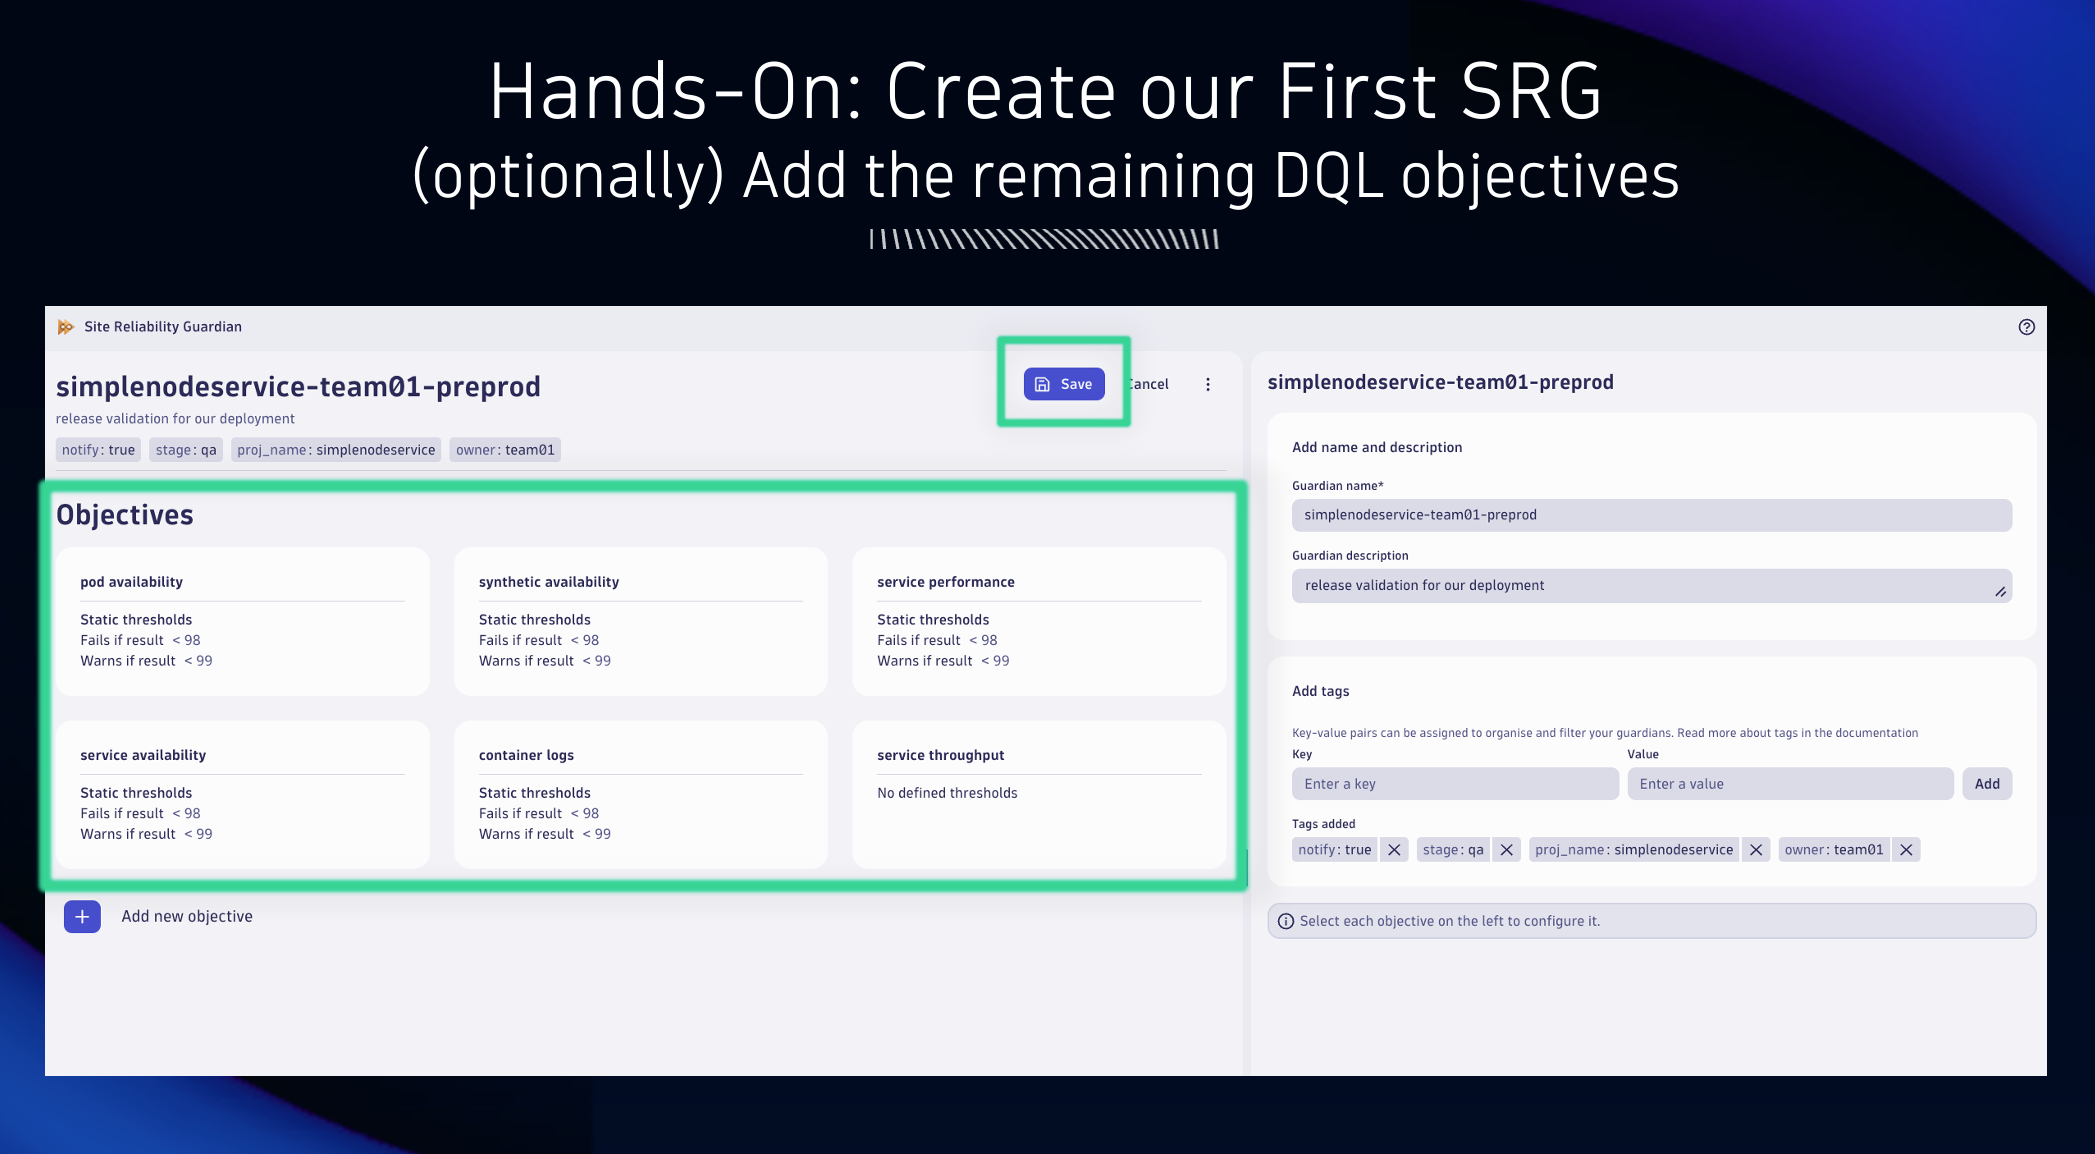 Hands-On: Create our First SRG
(optionally) Add the remaining DQL objectives
Site Reliability Guardian
simplenodeservice-team01-preprod
Save
Cancel
release validation for our deployment
notify: true
stage: qa
proj_name: simplenodeservice
owner: team01
Objectives
pod availability
Static thresholds
Fails if result < 98
Warns if result < 99
synthetic availability
Static thresholds
Fails if result < 98
Warns if result < 99
service performance
Static thresholds
Fails if result < 98
Warns if result < 99
service availability
Static thresholds
Fails if result < 98
Warns if result < 99
container logs
Static thresholds
Fails if result < 98
Warns if result < 99
service throughput
No defined thresholds
Add new objective
simplenodeservice-team01-preprod
Add name and description
Guardian name*
simplenodeservice-team01-preprod
Guardian description
release validation for our deployment
Add tags
Key-value pairs can be assigned to organise and filter your guardians. Read more about tags in the documentation
Key
Value
Enter a key
Enter a value
Add
Tags added
notify: true
stage: qa
proj_name: simplenodeservice
owner: team01
Select each objective on the left to configure it.